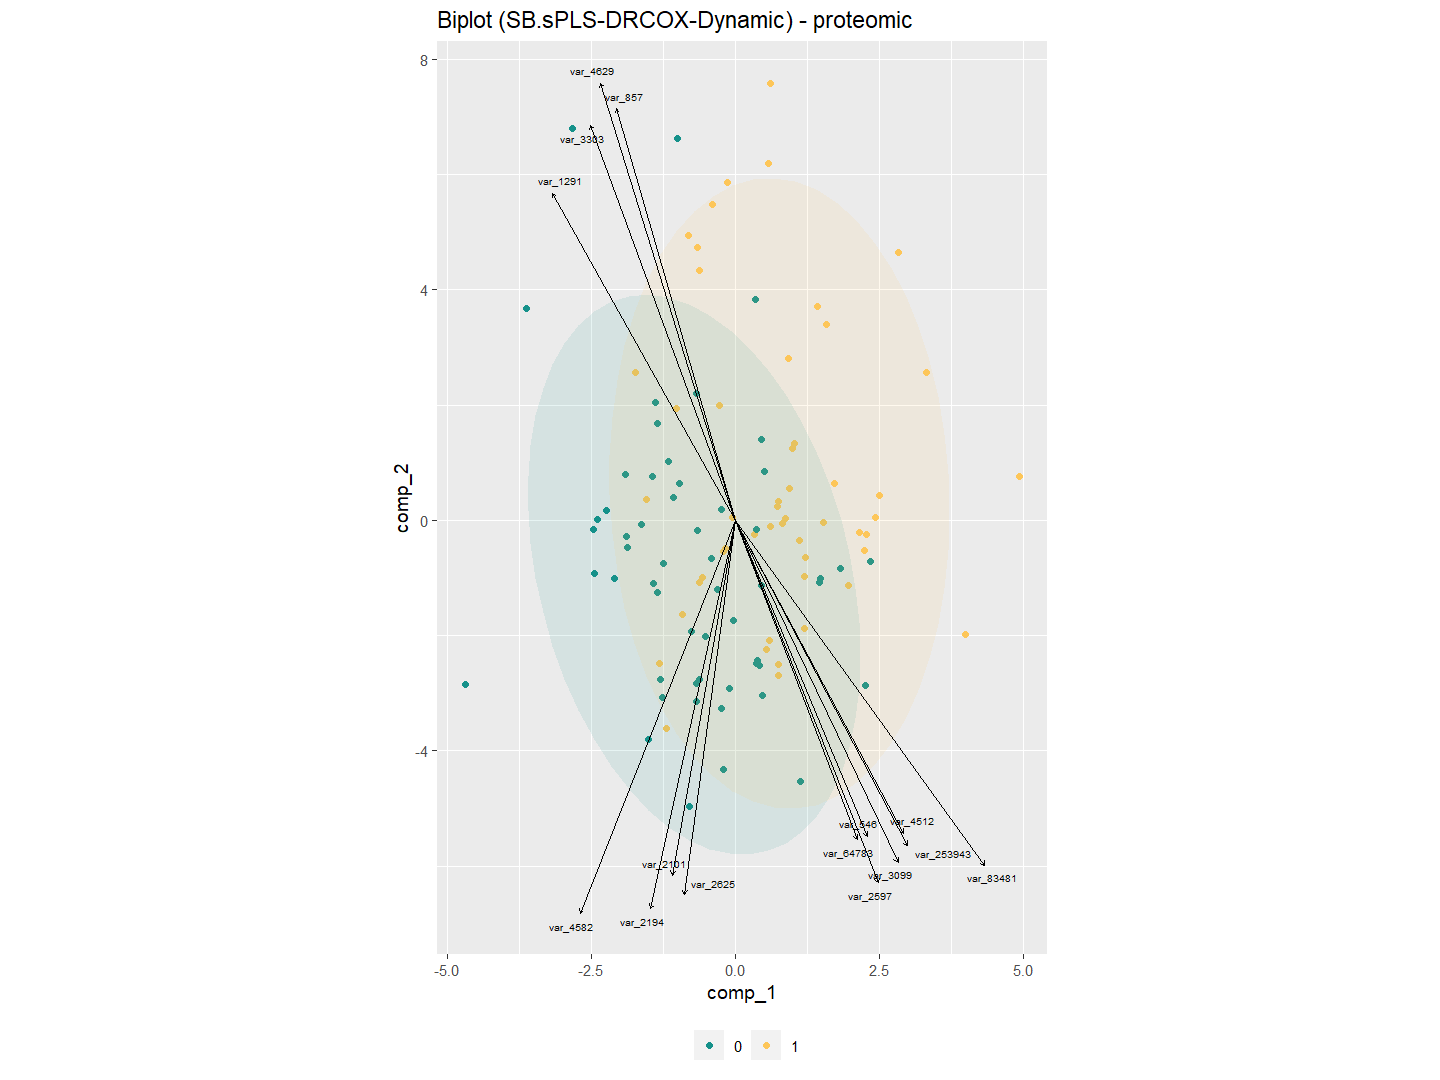 Biplot (SB.sPLS-DRCOX-Dynamic) - proteomic
8
var_4629
var_857
var_3303
var_1291
4
comp_2
0
-4
var_546
var_4512
var_64783
var_253943
var_2101
var_3099
var_83481
var_2625
var_2597
var_2194
var_4582
-5.0 -2.5 0.0 2.5 5.0
comp_1
0 1